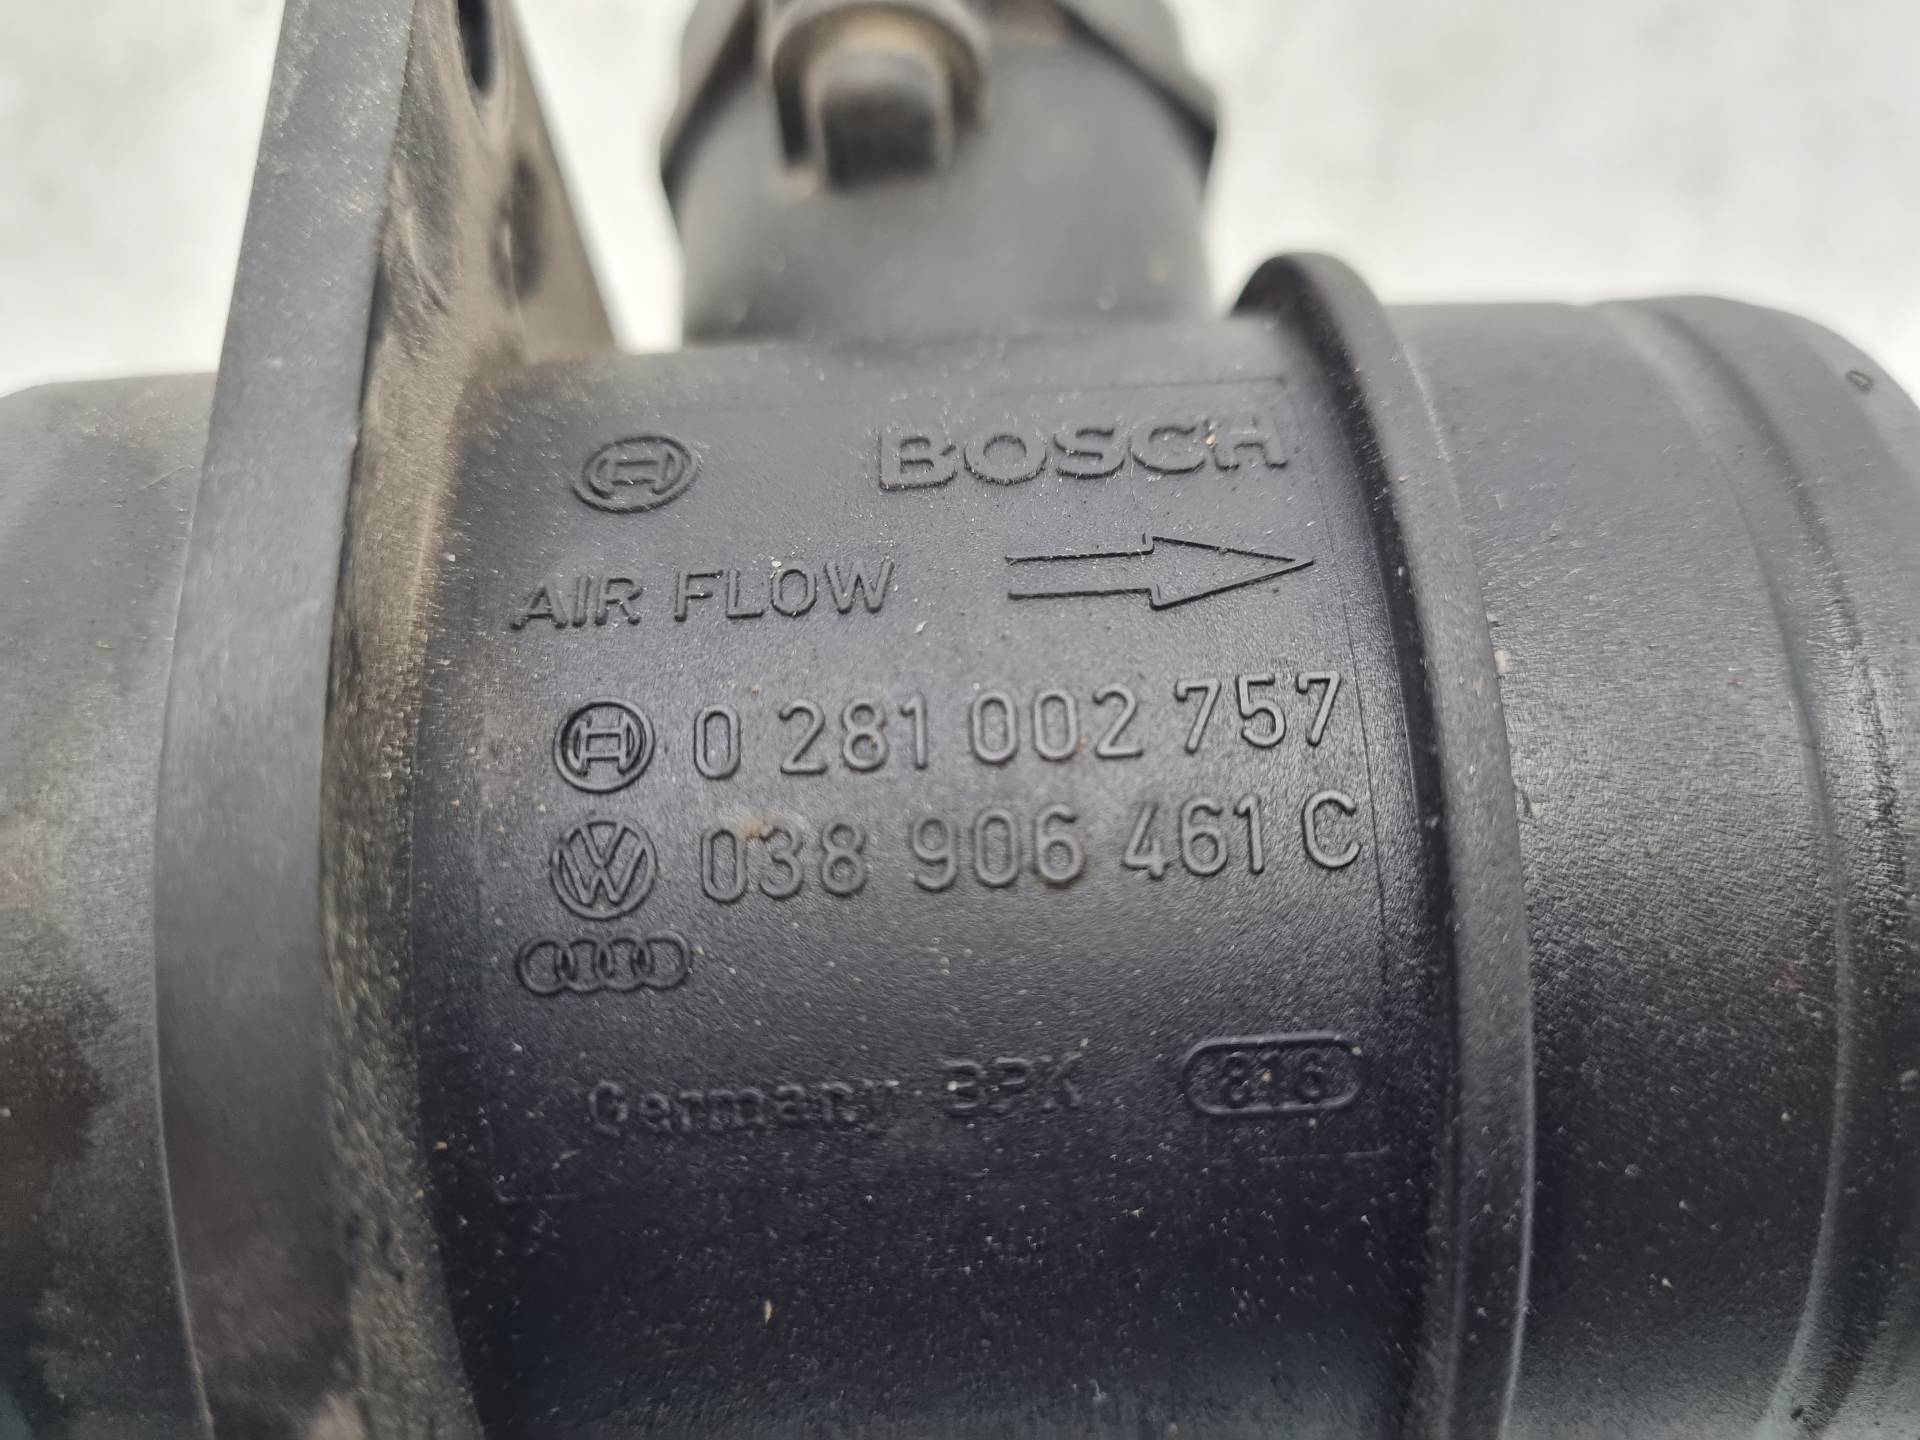 BOSCH
AIR FLOW
0 281 002 757
038 906 461 C
Germany BPK 816